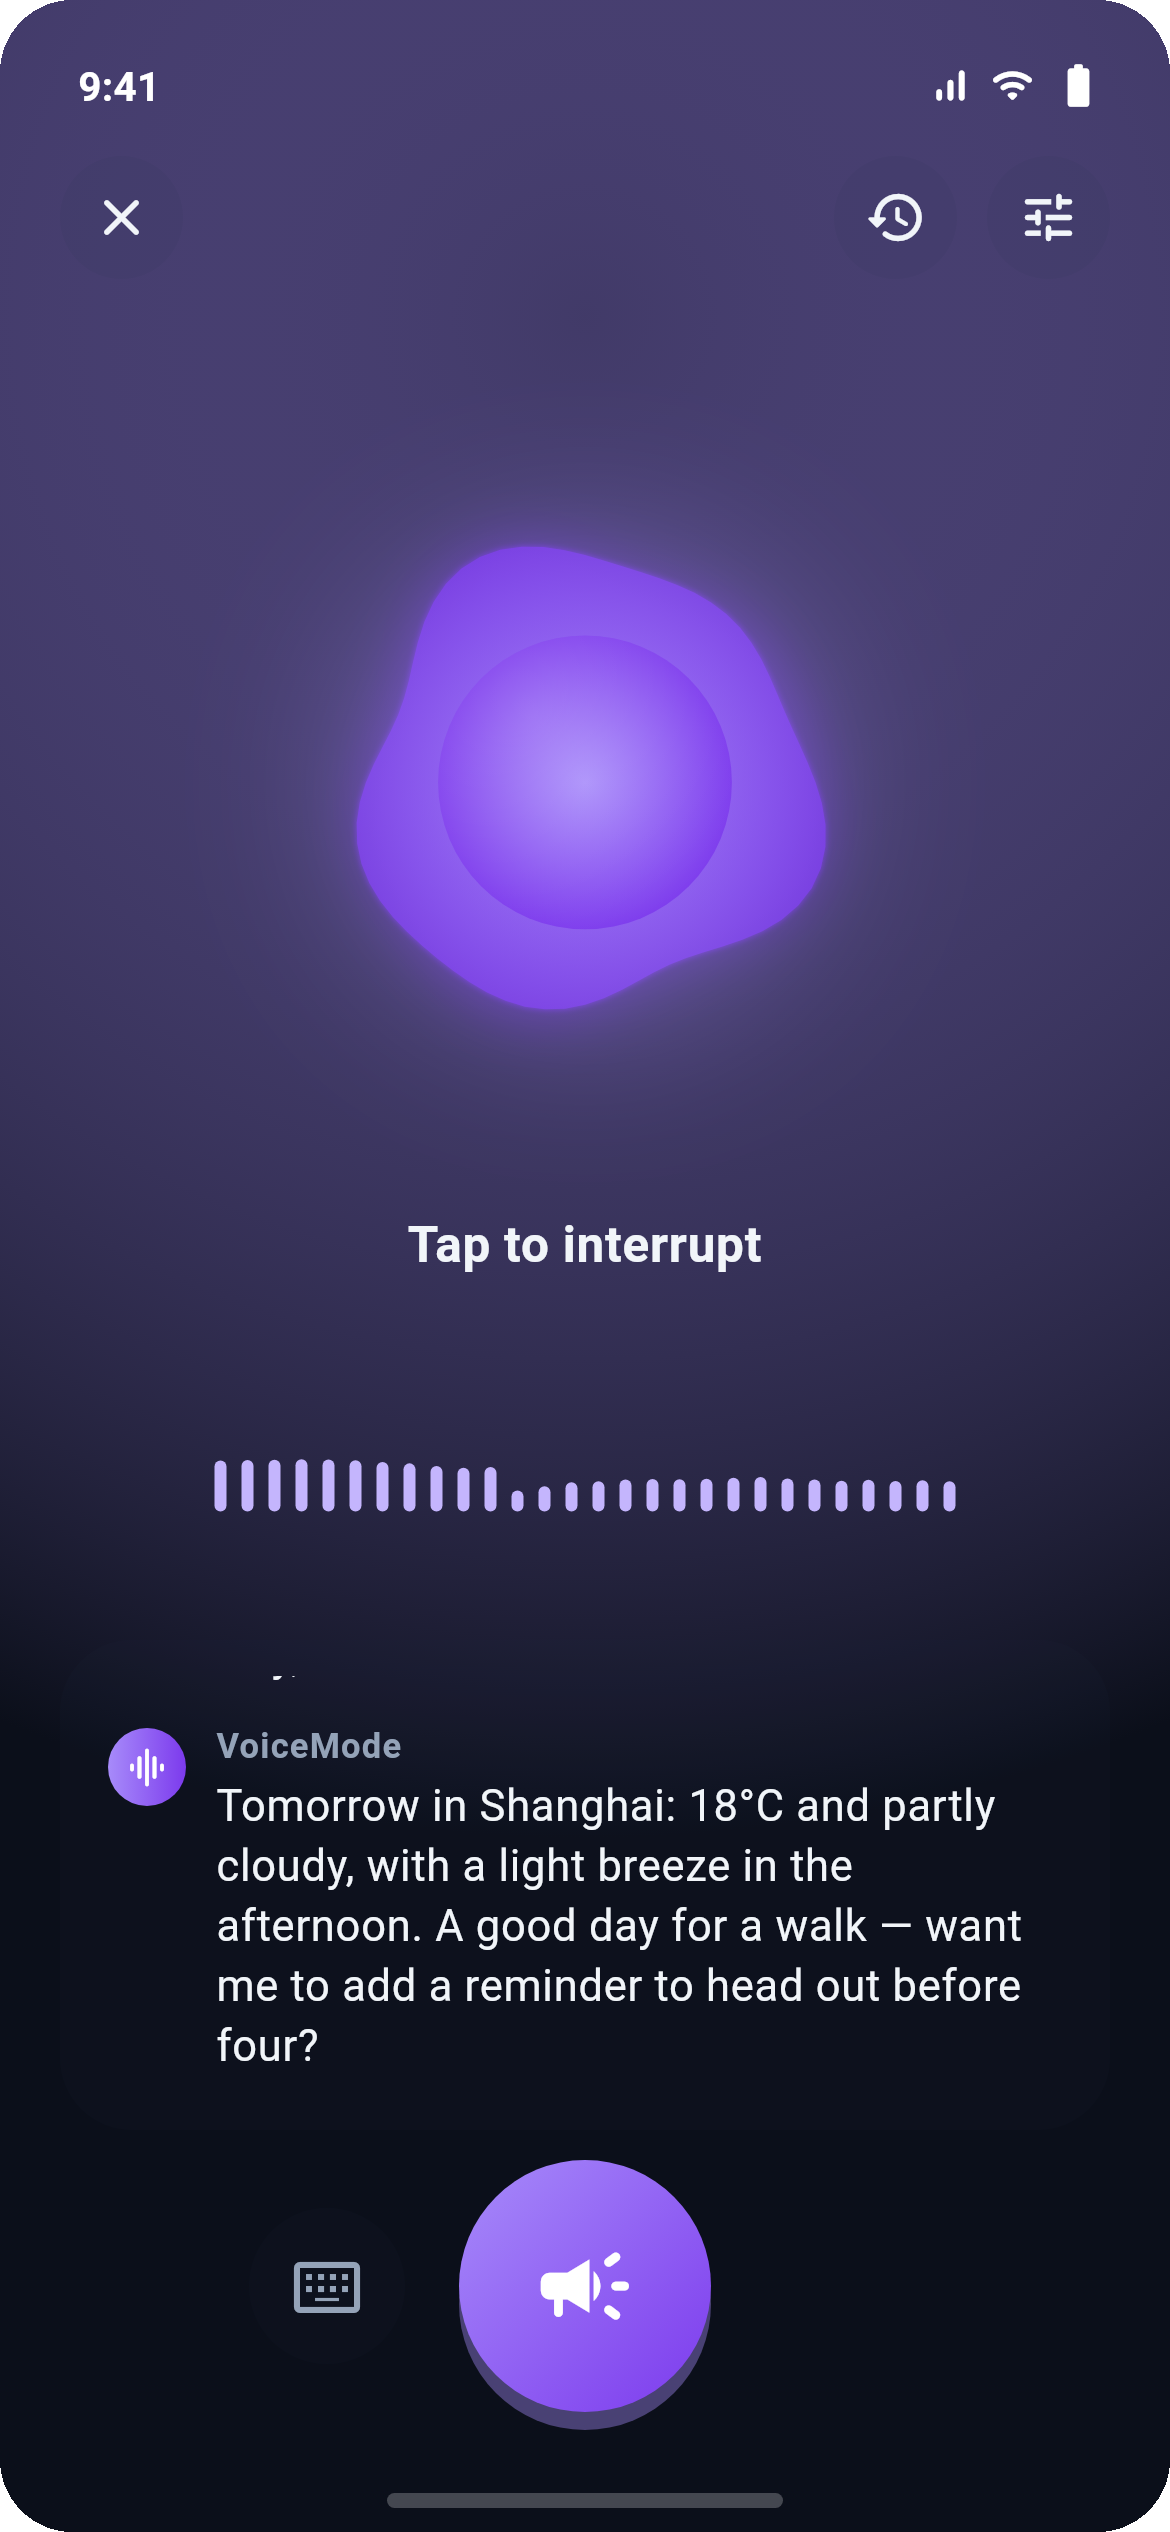 9:41
Tap to interrupt
VoiceMode
Tomorrow in Shanghai: 18°C and partly
cloudy, with a light breeze in the
afternoon. A good day for a walk — want
me to add a reminder to head out before
four?